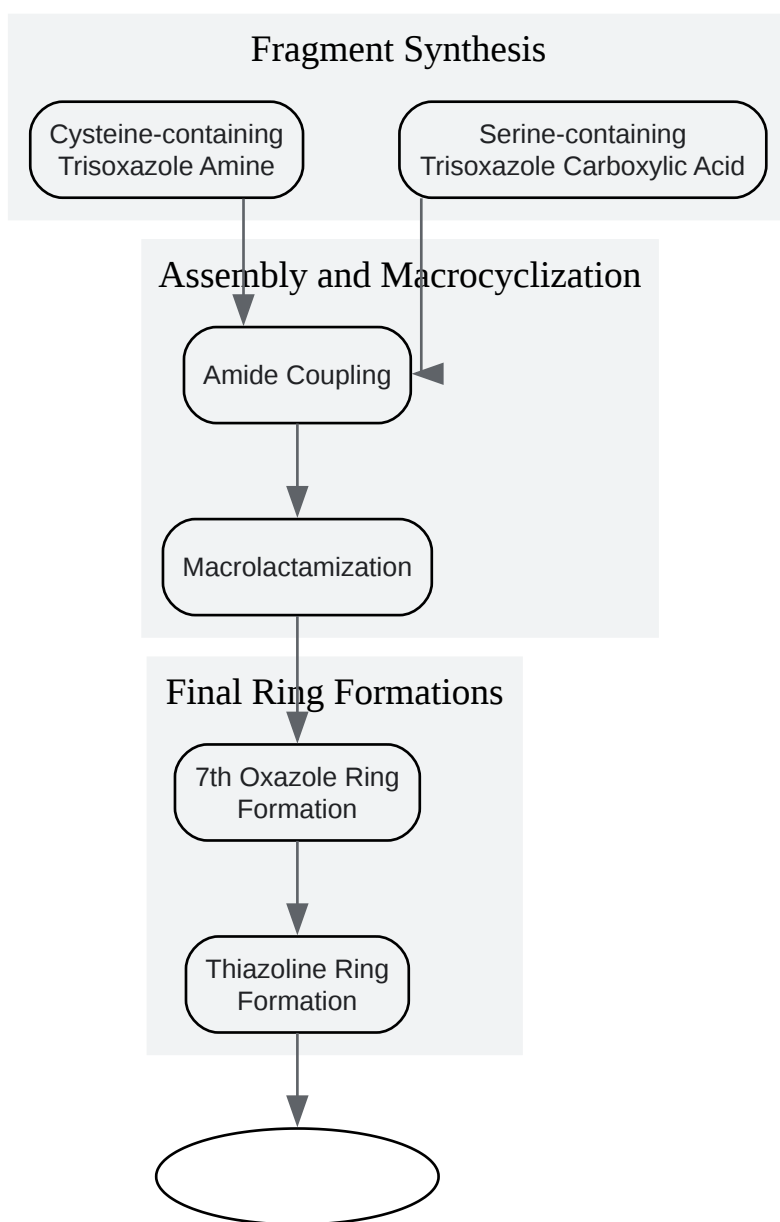 Fragment Synthesis
Cysteine-containing
Trisoxazole Amine
Serine-containing
Trisoxazole Carboxylic Acid
Assembly and Macrocyclization
Amide Coupling
Macrolactamization
Final Ring Formations
7th Oxazole Ring
Formation
Thiazoline Ring
Formation